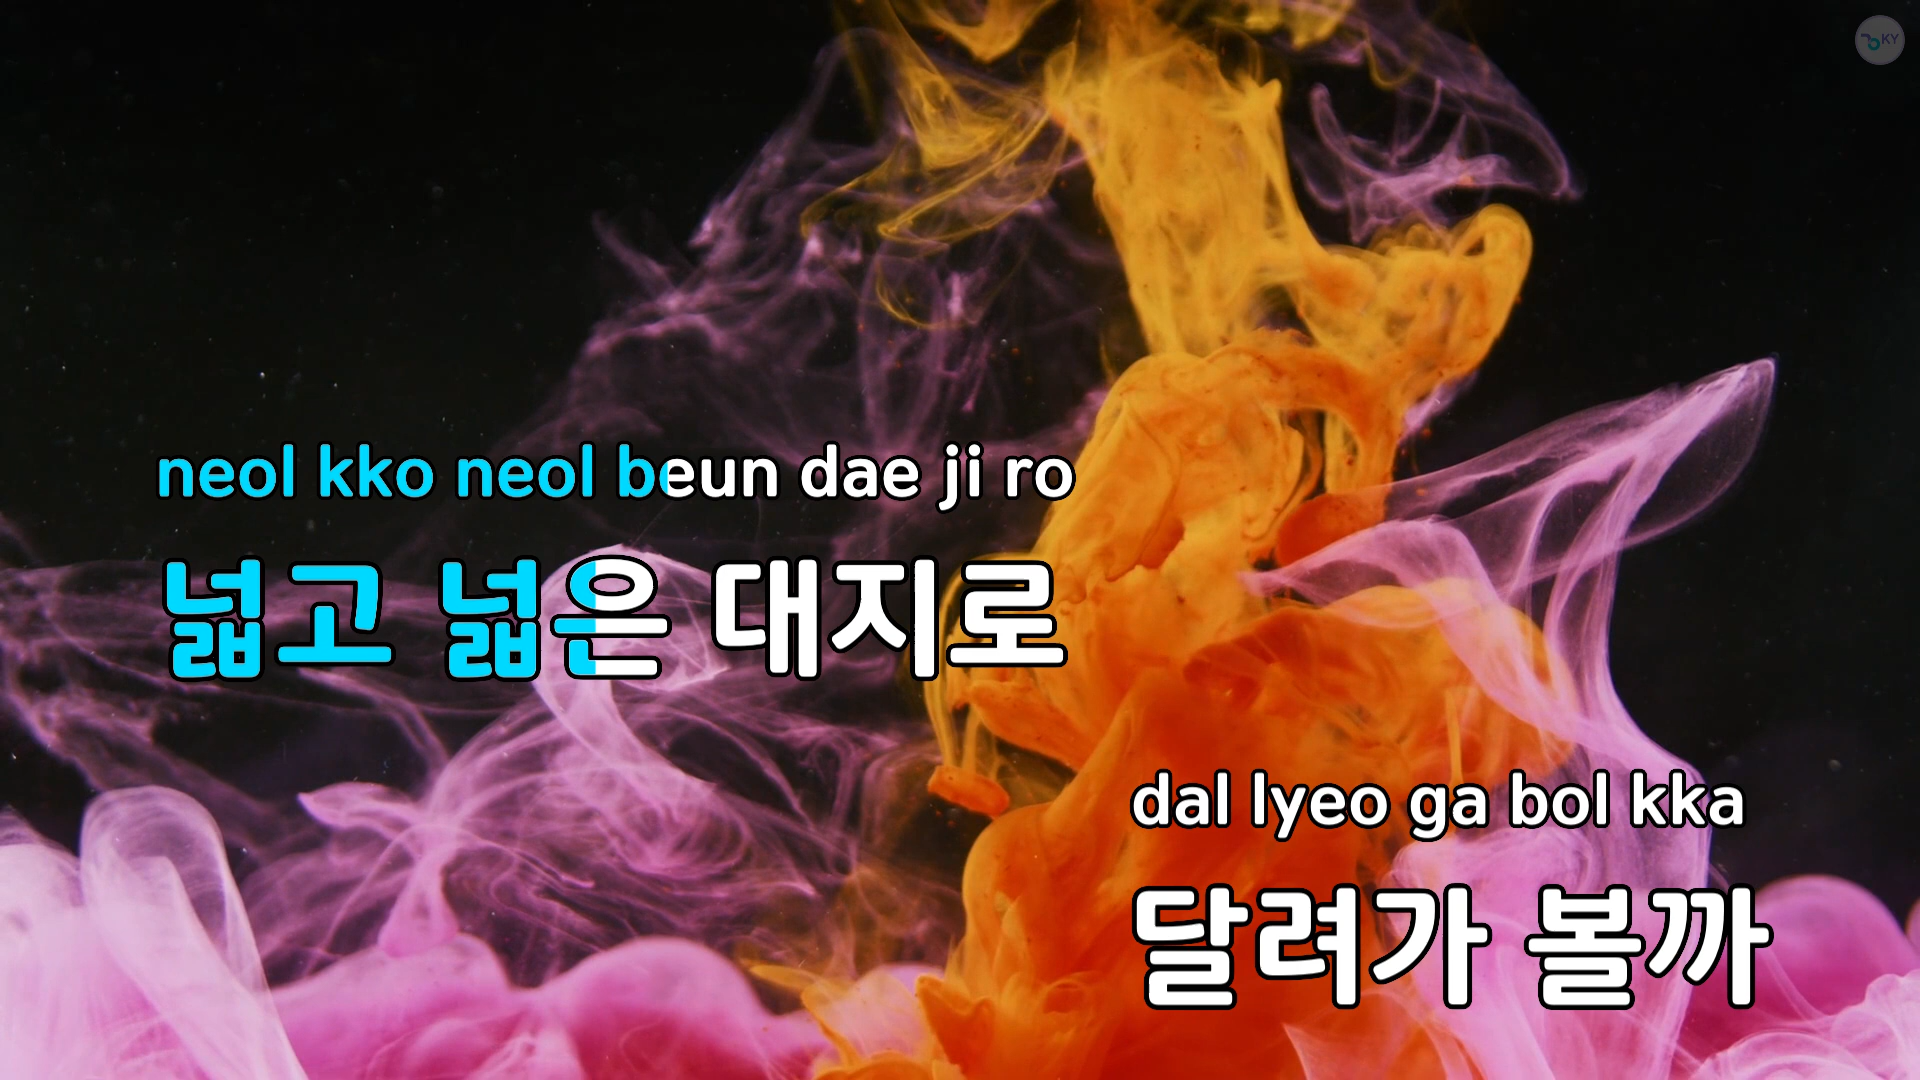 KY
neol kko neol beun dae ji ro
넓고 넓은 대지로
dal lyeo ga bol kka
달려가 볼까